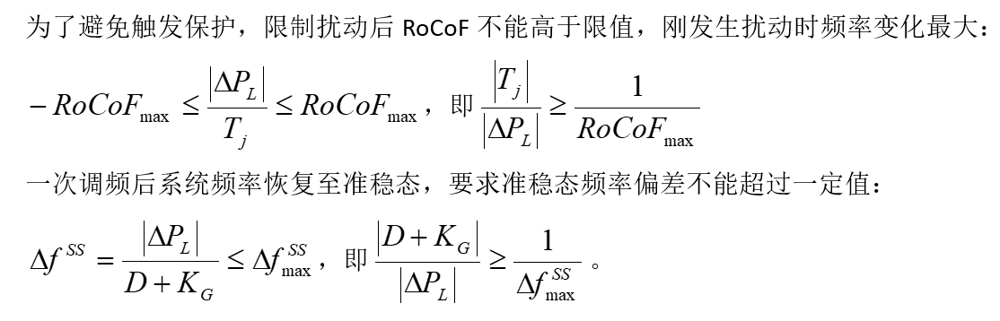 为了避免触发保护，限制扰动后 RoCoF 不能高于限值，刚发生扰动时频率变化最大：
$-RoCoF_{\max} \leq \frac{|\Delta P_L|}{T_j} \leq RoCoF_{\max}$，即 $\frac{|T_j|}{|\Delta P_L|} \geq \frac{1}{RoCoF_{\max}}$
一次调频后系统频率恢复至准稳态，要求准稳态频率偏差不能超过一定值：
$\Delta f^{SS} = \frac{|\Delta P_L|}{D + K_G} \leq \Delta f_{\max}^{SS}$，即 $\frac{|D + K_G|}{|\Delta P_L|} \geq \frac{1}{\Delta f_{\max}^{SS}}$。